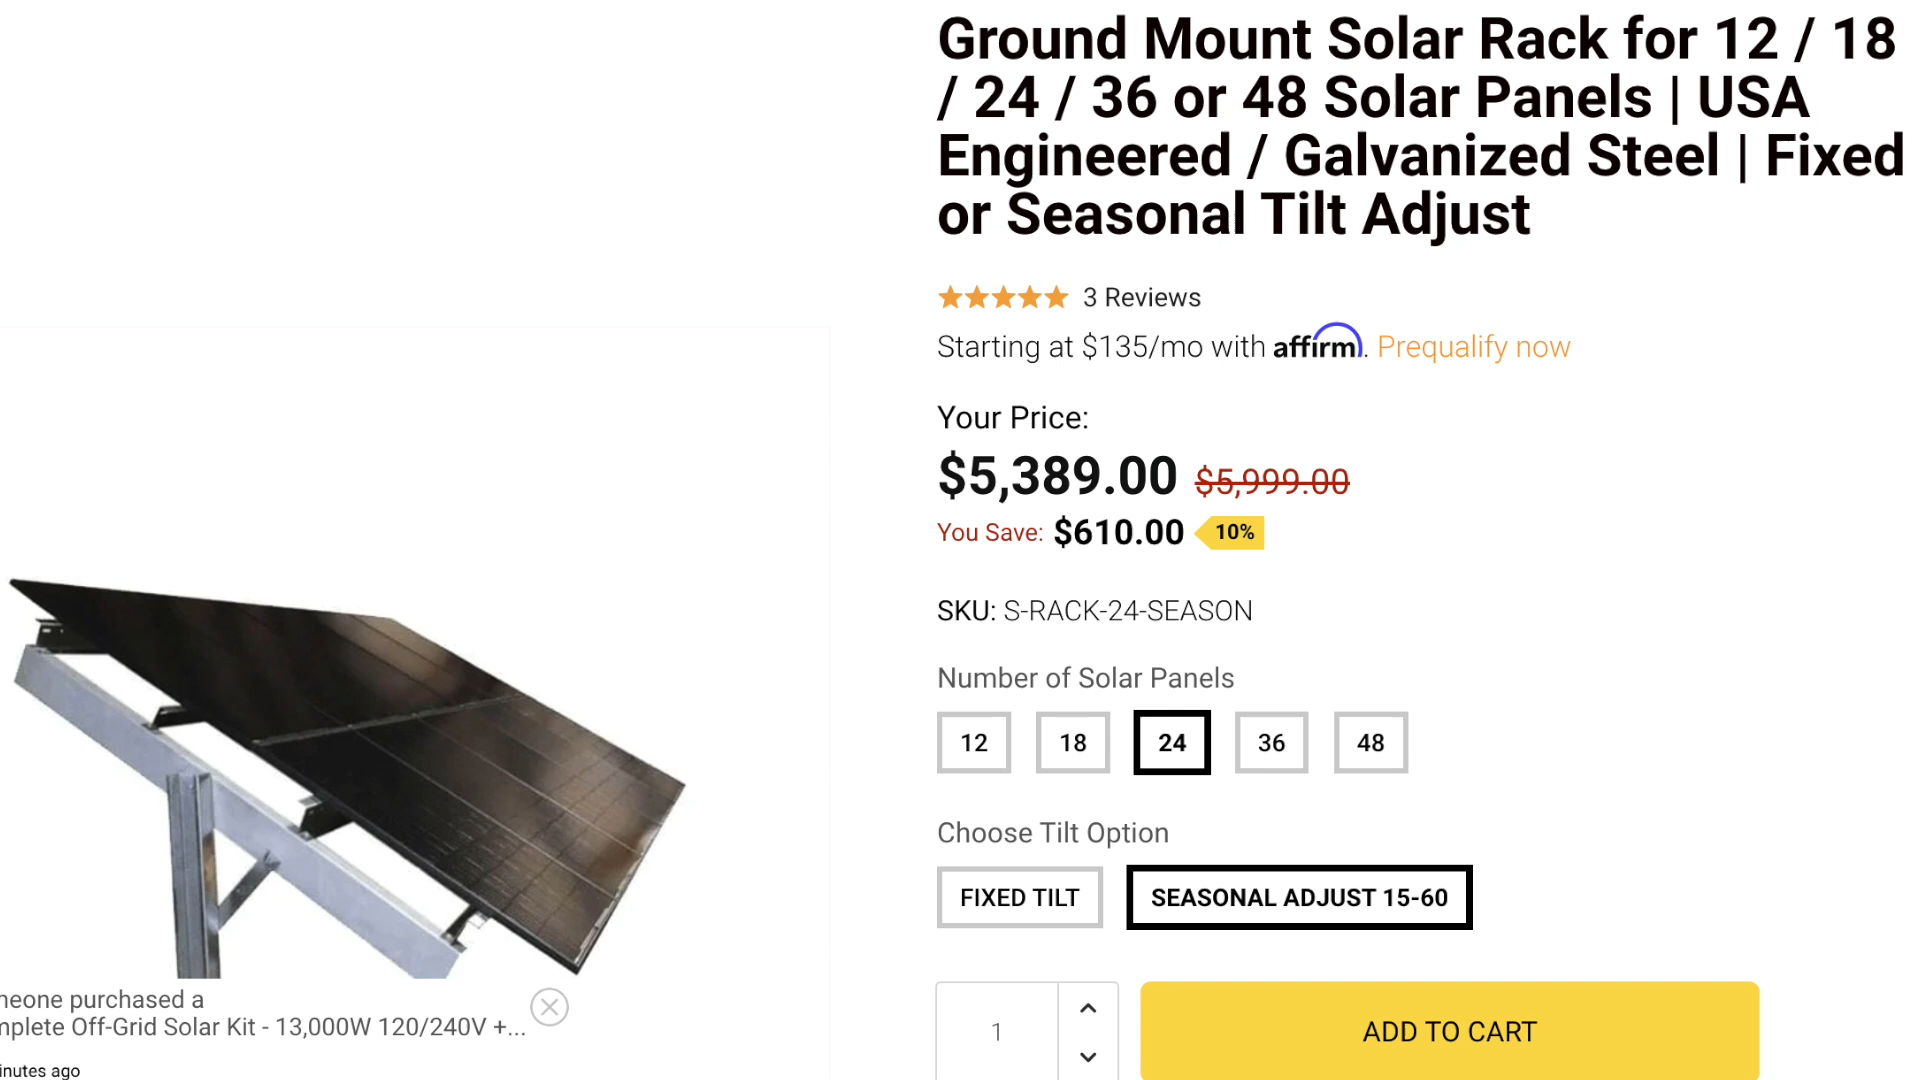 Ground Mount Solar Rack for 12 / 18
/ 24 / 36 or 48 Solar Panels | USA
Engineered / Galvanized Steel | Fixed
or Seasonal Tilt Adjust
3 Reviews
Starting at $135/mo with affirm. Prequalify now
Your Price:
$5,389.00 $5,999.00
You Save: $610.00 10%
SKU: S-RACK-24-SEASON
Number of Solar Panels
12 18 24 36 48
Choose Tilt Option
FIXED TILT SEASONAL ADJUST 15-60
1 ADD TO CART
purchased a
Off-Grid Solar Kit - 13,000W 120/240V +...
ago